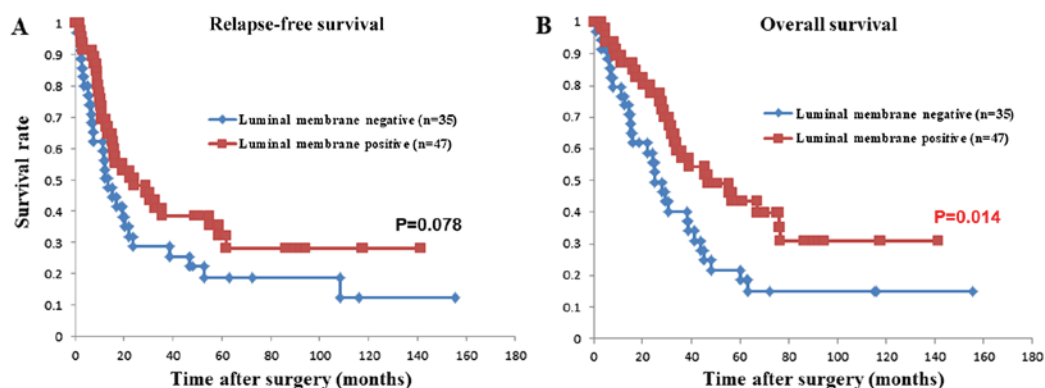 A
Relapse-free survival
Survival rate
1
0.9
0.8
0.7
0.6
0.5
0.4
0.3
0.2
0.1
0
Luminal membrane negative (n=35)
Luminal membrane positive (n=47)
P=0.078
0 20 40 60 80 100 120 140 160 180
Time after surgery (months)
B
Overall survival
1
0.9
0.8
0.7
0.6
0.5
0.4
0.3
0.2
0.1
0
Luminal membrane negative (n=35)
Luminal membrane positive (n=47)
P=0.014
0 20 40 60 80 100 120 140 160 180
Time after surgery (months)